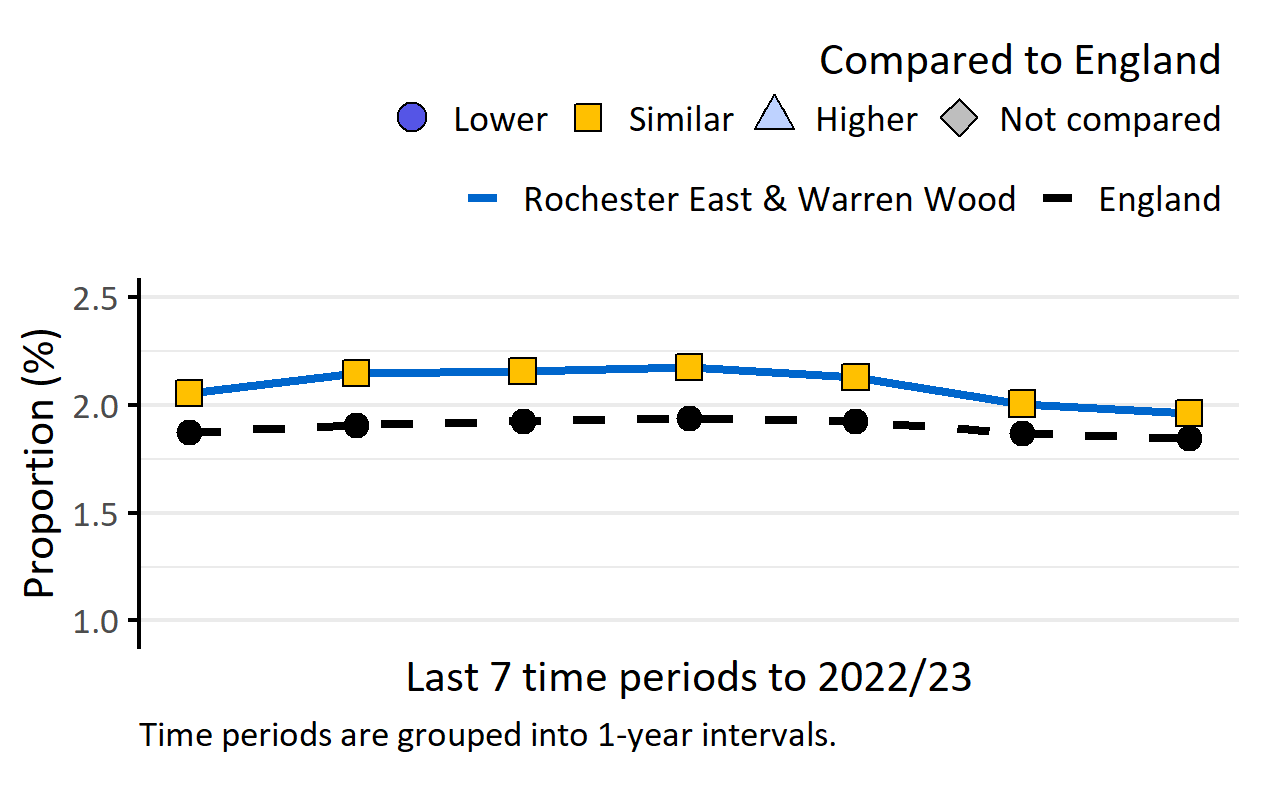 Compared to England
Lower Similar Higher Not compared
Rochester East & Warren Wood England
2.5
2.0
1.5
1.0
Proportion (%)
Last 7 time periods to 2022/23
Time periods are grouped into 1-year intervals.